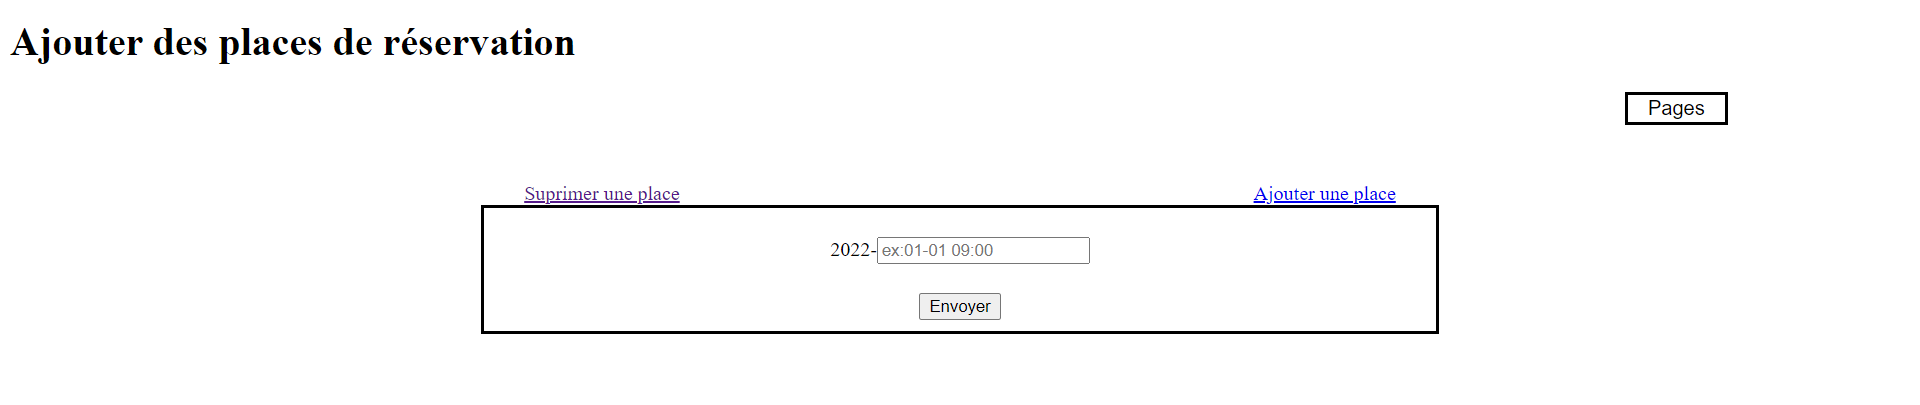 Ajouter des places de réservation
Pages
Suprimer une place
Ajouter une place
2022-ex:01-01 09:00
Envoyer